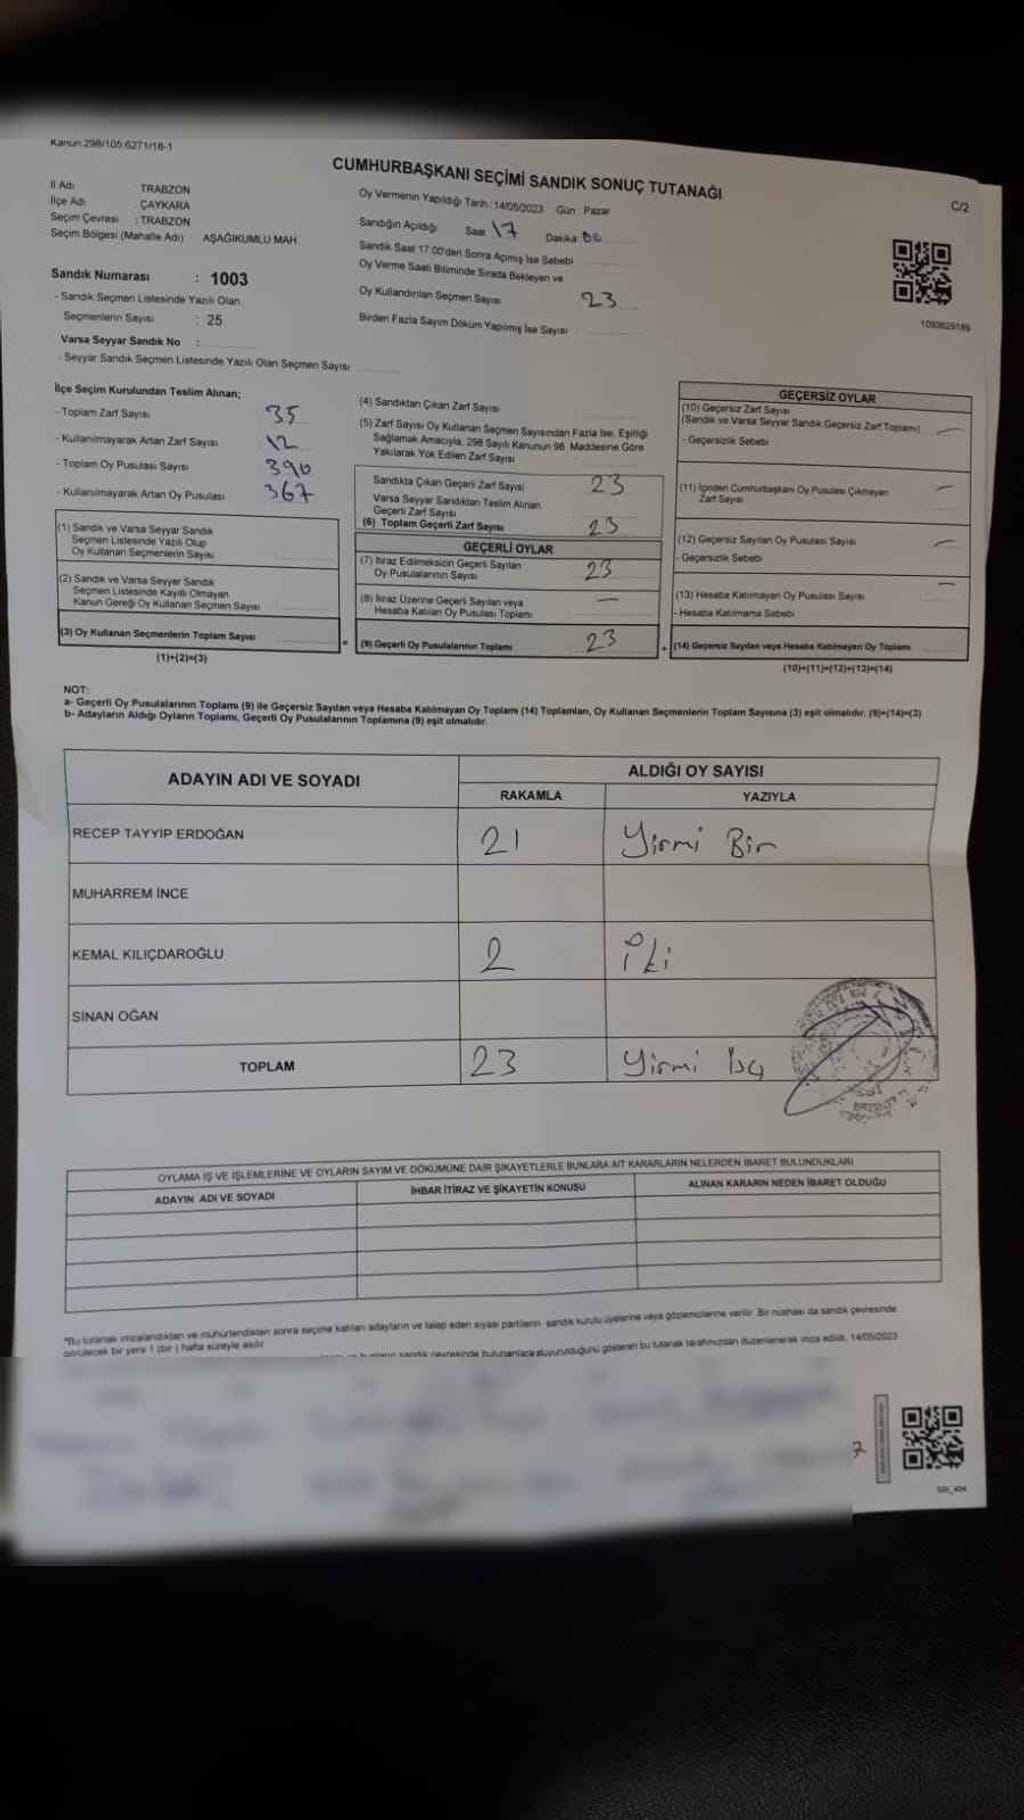 Kanun:298/105;6271/18-1
CUMHURBAŞKANI SEÇİMİ SANDIK SONUÇ TUTANAĞI
C/2
İl Adı TRABZON
İlçe Adı ÇAYKARA
Seçim Çevresi : TRABZON
Seçim Bölgesi (Mahalle Adı) AŞAĞIKUMLU MAH.
Sandık Numarası : 1003
- Sandık Seçmen Listesinde Yazılı Olan
Seçmenlerin Sayısı : 25
Varsa Seyyar Sandık No :
- Seyyar Sandık Seçmen Listesinde Yazılı Olan Seçmen Sayısı
Oy Vermenin Yapıldığı Tarih: 14/05/2023 Gün : Pazar
Sandığın Açıldığı Saat 17 Dakika 00
Sandık Saat 17:00'den Sonra Açılmış İse Sebebi
Oy Verme Saati Bitiminde Sırada Bekleyen ve
Oy Kullandırılan Seçmen Sayısı 23
Birden Fazla Sayım Döküm Yapılmış İse Sayısı
1090629189
İlçe Seçim Kurulundan Teslim Alınan;
- Toplam Zarf Sayısı 35
- Kullanılmayarak Artan Zarf Sayısı 12
- Toplam Oy Pusulası Sayısı 390
- Kullanılmayarak Artan Oy Pusulası 367
(1) Sandık ve Varsa Seyyar Sandık
Seçmen Listesinde Yazılı Olup
Oy Kullanan Seçmenlerin Sayısı
(2) Sandık ve Varsa Seyyar Sandık
Seçmen Listesinde Kayıtlı Olmayan
Kanun Gereği Oy Kullanan Seçmen Sayısı
(3) Oy Kullanan Seçmenlerin Toplam Sayısı
(1)+(2)=(3)
(4) Sandıktan Çıkan Zarf Sayısı
(5) Zarf Sayısı Oy Kullanan Seçmen Sayısından Fazla İse, Eşitliği
Sağlamak Amacıyla, 298 Sayılı Kanunun 98. Maddesine Göre
Yakılarak Yok Edilen Zarf Sayısı
Sandıkta Çıkan Geçerli Zarf Sayısı 23
Varsa Seyyar Sandıktan Teslim Alınan
Geçerli Zarf Sayısı
(6) Toplam Geçerli Zarf Sayısı 23
GEÇERLİ OYLAR
(7) İtiraz Edilmeksizin Geçerli Sayılan
Oy Pusulalarının Sayısı 23
(8) İtiraz Üzerine Geçerli Sayılan veya
Hesaba Katılan Oy Pusulası Toplamı —
(9) Geçerli Oy Pusulalarının Toplamı 23
GEÇERSİZ OYLAR
(10) Geçersiz Zarf Sayısı
(Sandık ve Varsa Seyyar Sandık Geçersiz Zarf Toplamı) —
- Geçersizlik Sebebi
(11) İçinden Cumhurbaşkanı Oy Pusulası Çıkmayan —
Zarf Sayısı
(12) Geçersiz Sayılan Oy Pusulası Sayısı —
- Geçersizlik Sebebi
(13) Hesaba Katılmayan Oy Pusulası Sayısı —
- Hesaba Katılmama Sebebi
(14) Geçersiz Sayılan veya Hesaba Katılmayan Oy Toplamı
(10)+(11)+(12)+(13)=(14)
NOT:
a- Geçerli Oy Pusulalarının Toplamı (9) ile Geçersiz Sayılan veya Hesaba Katılmayan Oy Toplamı (14) Toplamları, Oy Kullanan Seçmenlerin Toplam Sayısına (3) eşit olmalıdır. (9)+(14)=(3)
b- Adayların Aldığı Oyların Toplamı, Geçerli Oy Pusulalarının Toplamına (9) eşit olmalıdır.
ADAYIN ADI VE SOYADI ALDIĞI OY SAYISI
RAKAMLA YAZIYLA
RECEP TAYYİP ERDOĞAN 21 Yirmi Bir
MUHARREM İNCE
KEMAL KILIÇDAROĞLU 2 iki
SİNAN OĞAN
TOPLAM 23 Yirmi üç
OYLAMA İŞ VE İŞLEMLERİNE VE OYLARIN SAYIM VE DÖKÜMÜNE DAİR ŞİKAYETLERLE BUNLARA AİT KARARLARIN NELERDEN İBARET BULUNDUKLARI
ADAYIN ADI VE SOYADI İHBAR İTİRAZ VE ŞİKAYETİN KONUSU ALINAN KARARIN NEDEN İBARET OLDUĞU
*Bu tutanak imzalandıktan ve mühürlendikten sonra seçime katılan adayların ve talep eden siyasi partilerin sandık kurulu üyelerine veya gözlemcilerine verilir. Bir nüshası da sandık çevresinde
görülecek bir yere 1 (bir) hafta süreyle asılır.
sandık çevresinde bulunanlara duyurulduğunu gösteren bu tutanak tarafımızdan düzenlenerek imza edildi. 14/05/2023